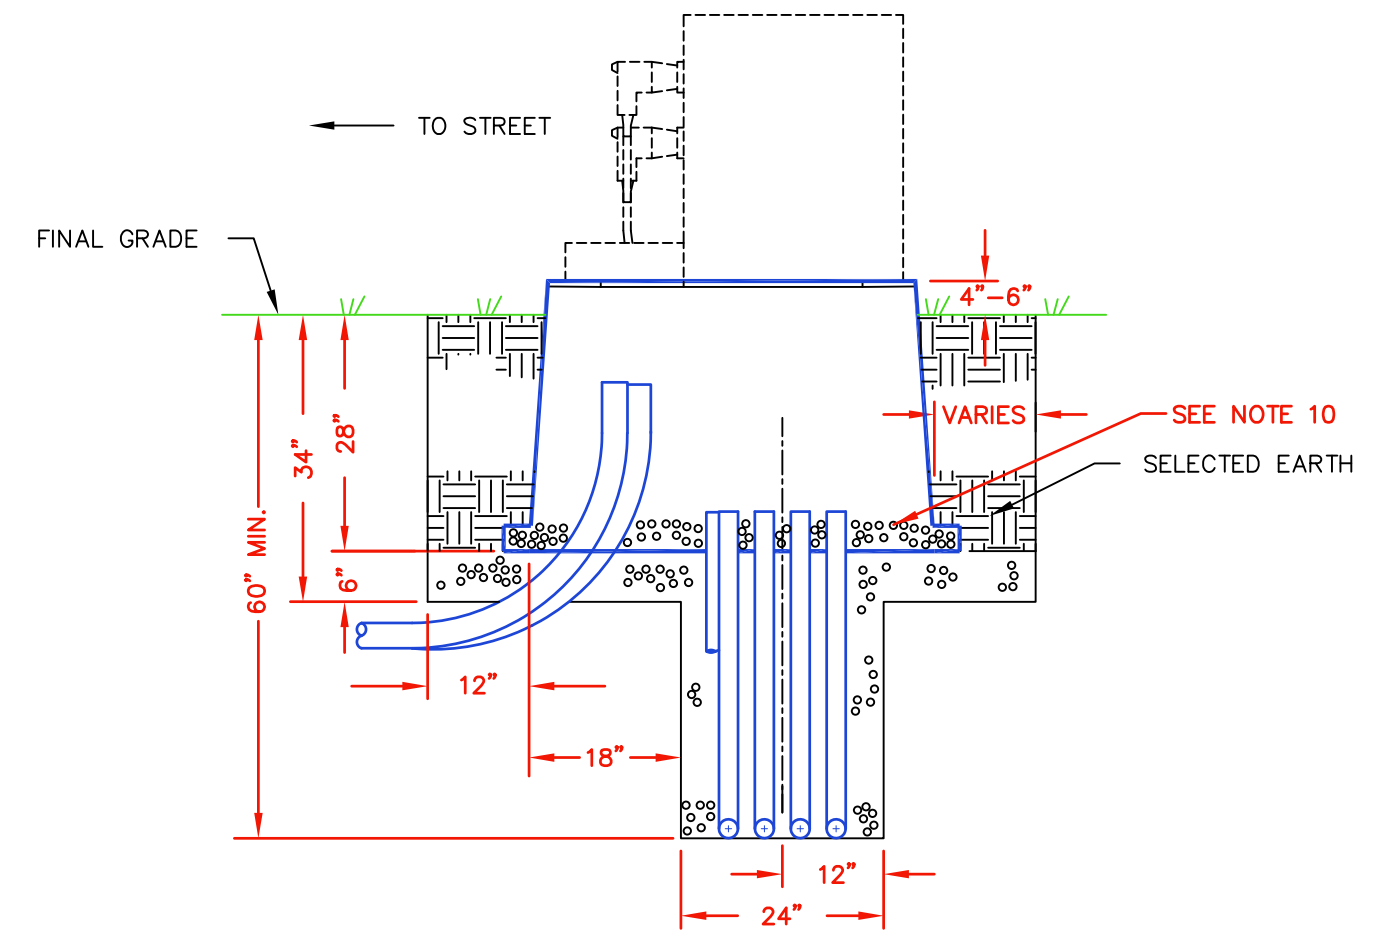 TO STREET
FINAL GRADE
4”-6”
VARIES
SEE NOTE 10
28”
34”
SELECTED EARTH
60” MIN.
6”
12”
18”
12”
24”